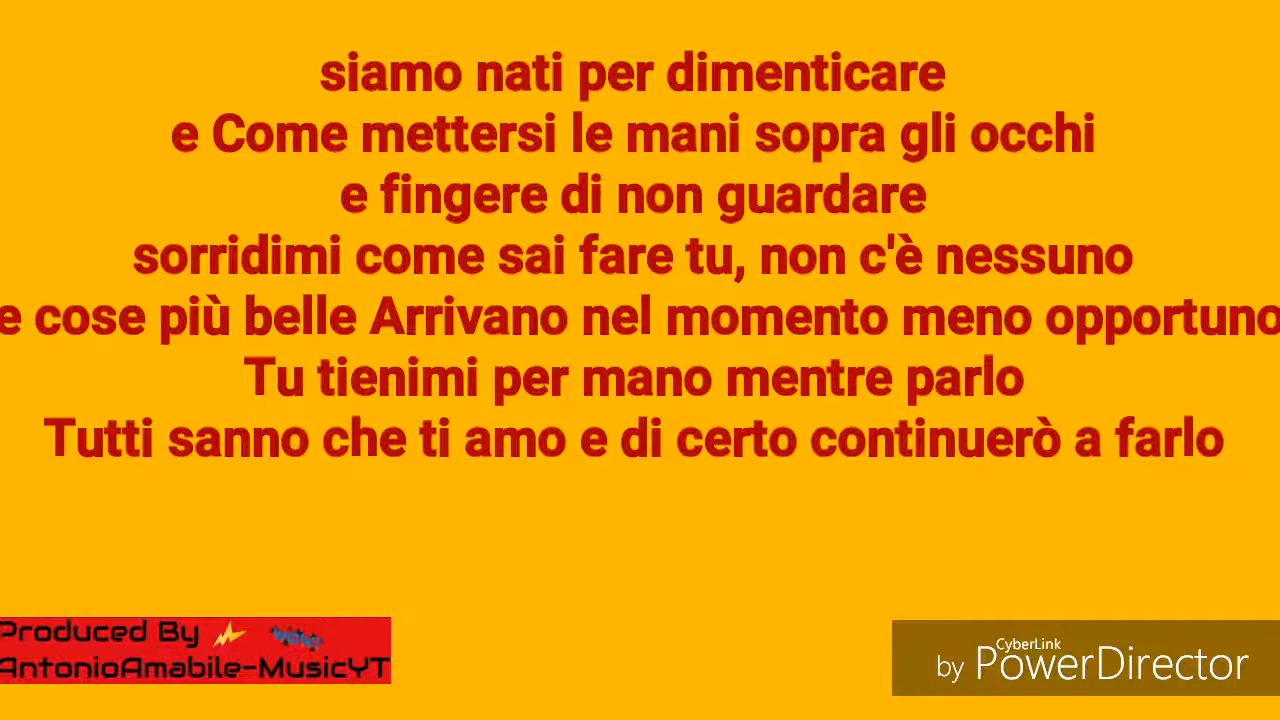 siamo nati per dimenticare
e Come mettersi le mani sopra gli occhi
e fingere di non guardare
sorridimi come sai fare tu, non c'è nessuno
e cose più belle Arrivano nel momento meno opportuno
Tu tienimi per mano mentre parlo
Tutti sanno che ti amo e di certo continuerò a farlo
Produced By ⚡ WOW!
AntonioAmabile-MusicYT
CyberLink
by PowerDirector